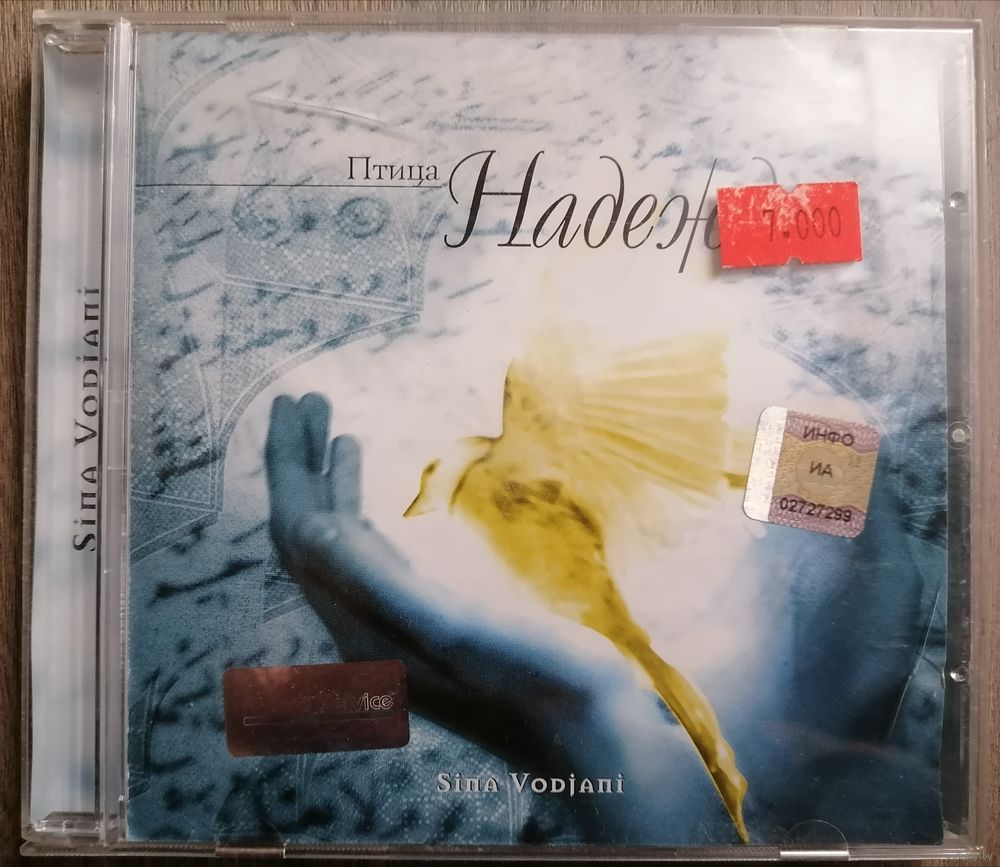 Птица
Надеж
7.000
ИНФО
ИА
02727299
Sina Vodjani
Sina Vodjani